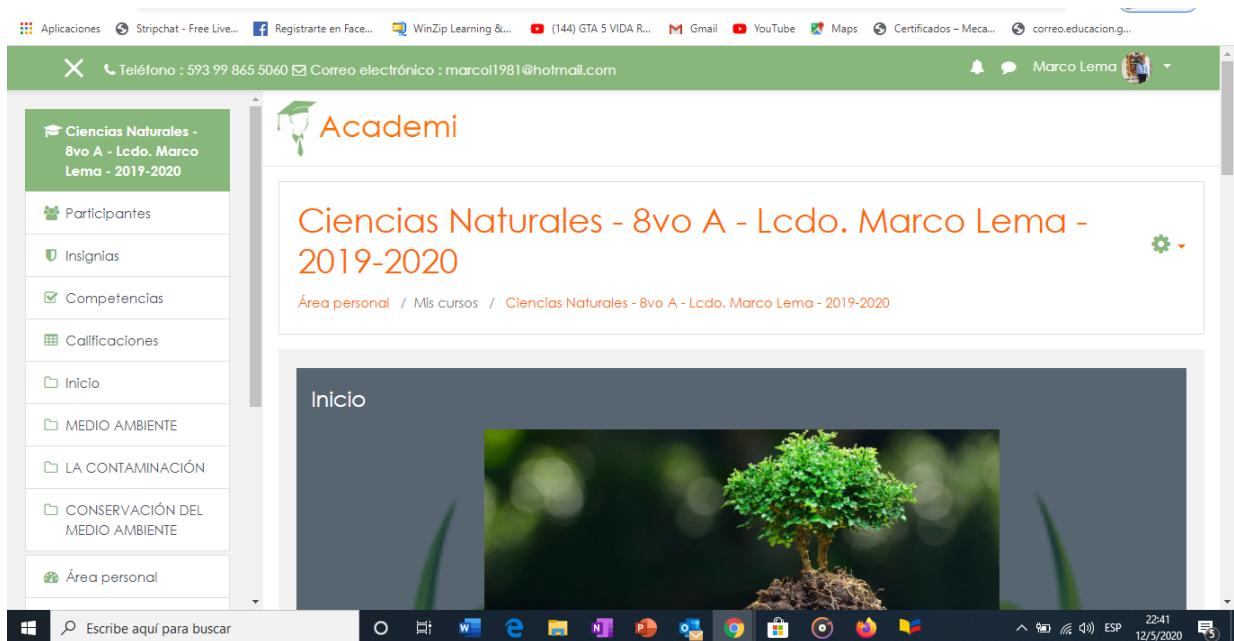 Aplicaciones Stripchat - Free Live... Registrarte en Face... WinZip Learning &... (144) GTA 5 VIDA R... Gmail YouTube Maps Certificados – Meca... correo.educacion.g...
Teléfono : 593 99 865 5060 Correo electrónico : marcol1981@hotmail.com Marco Lema
Ciencias Naturales -
8vo A - Lcdo. Marco
Lema - 2019-2020
Participantes
Insignias
Competencias
Calificaciones
Inicio
MEDIO AMBIENTE
LA CONTAMINACIÓN
CONSERVACIÓN DEL
MEDIO AMBIENTE
Área personal
Academi
Ciencias Naturales - 8vo A - Lcdo. Marco Lema -
2019-2020
Área personal / Mis cursos / Ciencias Naturales - 8vo A - Lcdo. Marco Lema - 2019-2020
Inicio
Escribe aquí para buscar
ESP
22:41
12/5/2020
5